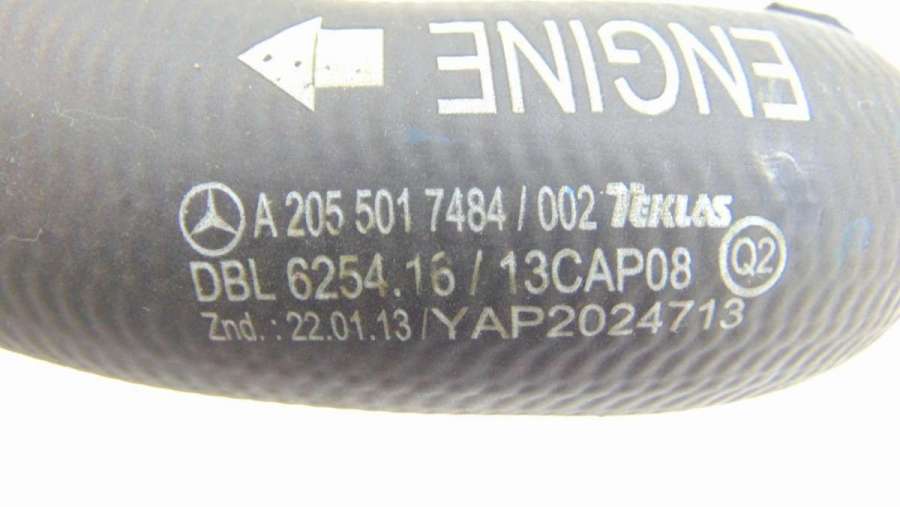 ENGINE
A 205 501 7484 / 002 TEKLAS
DBL 6254.16 / 13CAP08 Q2
Znd. : 22.01.13 / YAP2024713